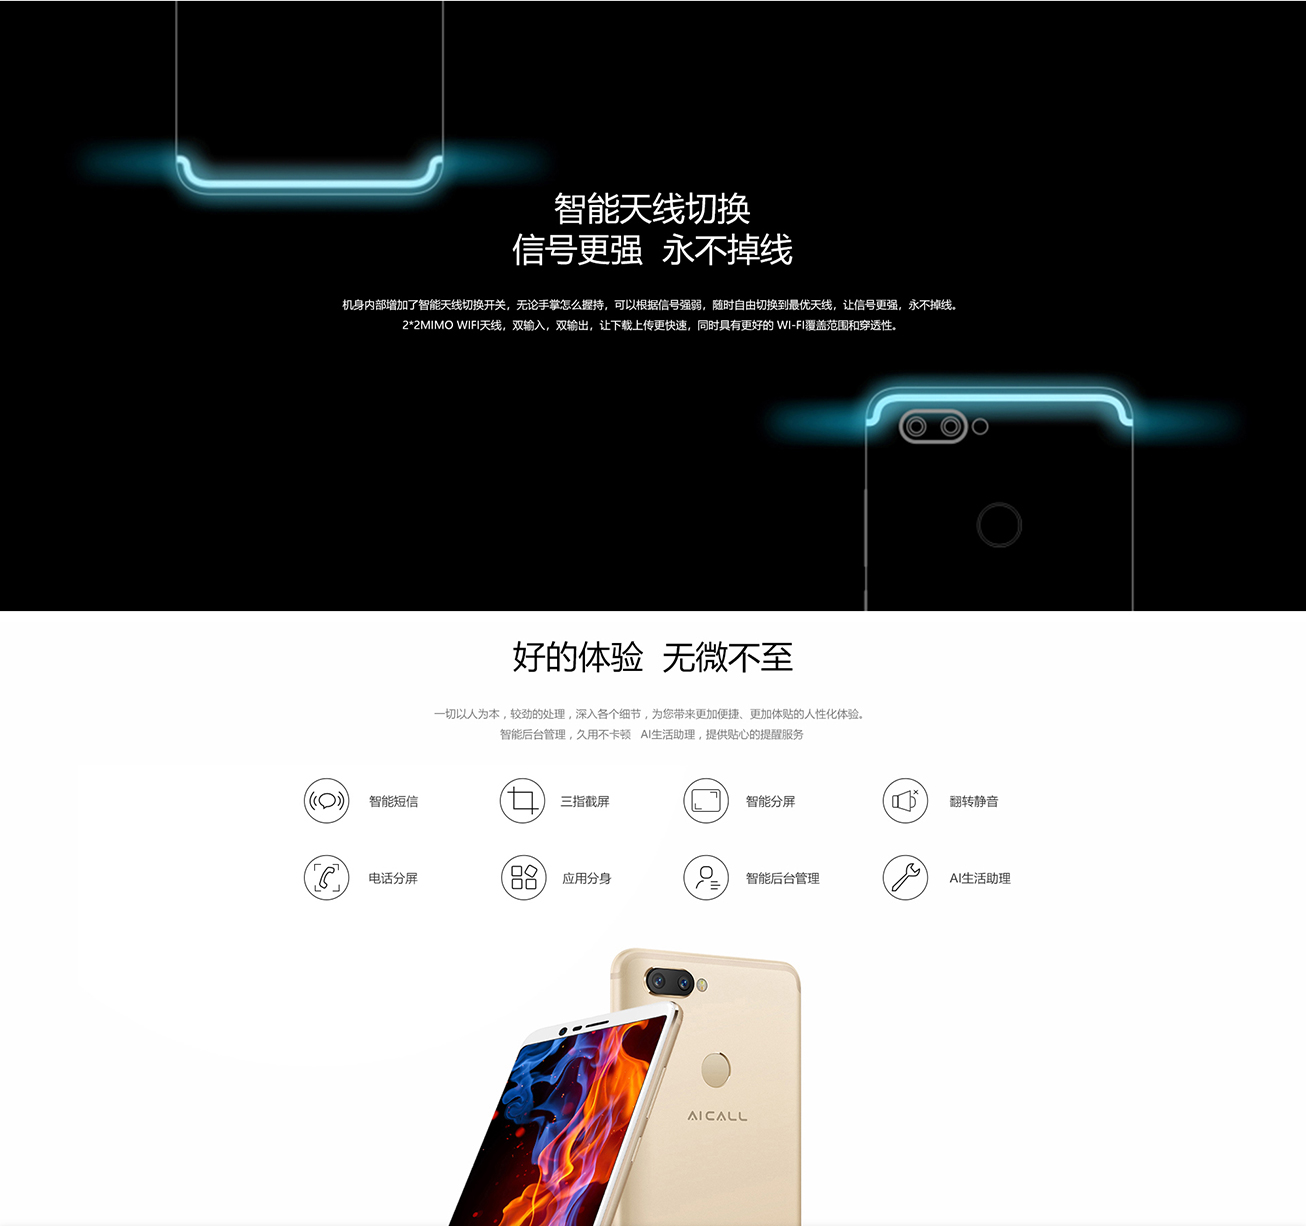 智能天线切换
信号更强 永不掉线
机身内部增加了智能天线切换开关，无论手掌怎么握持，可以根据信号强弱，随时自由切换到最优天线，让信号更强，永不掉线。
2*2MIMO WIFI天线，双输入，双输出，让下载上传更快速，同时具有更好的 WI-FI覆盖范围和穿透性。
好的体验 无微不至
一切以人为本，较劲的处理，深入各个细节，为您带来更加便捷、更加体贴的人性化体验。
智能后台管理，久用不卡顿 AI生活助理，提供贴心的提醒服务
智能短信
三指截屏
智能分屏
翻转静音
电话分屏
应用分身
智能后台管理
AI生活助理
AICALL